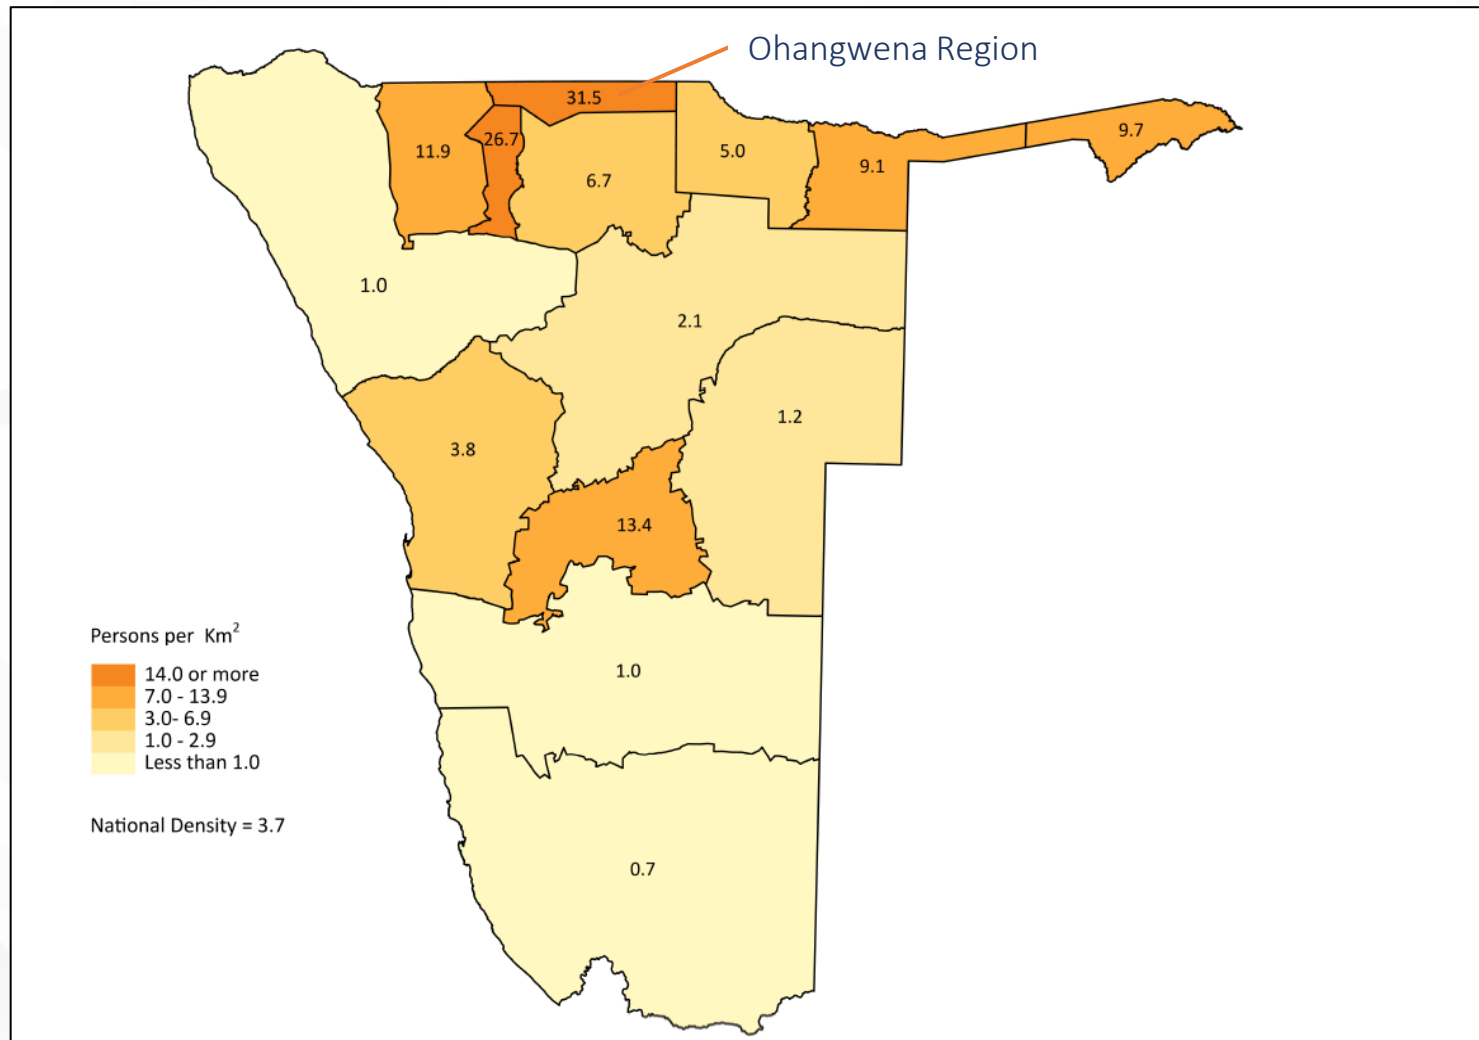 Ohangwena Region
31.5
26.7
11.9
6.7
5.0
9.1
9.7
1.0
2.1
1.2
3.8
13.4
1.0
0.7
Persons per Km²
14.0 or more
7.0 - 13.9
3.0- 6.9
1.0 - 2.9
Less than 1.0
National Density = 3.7